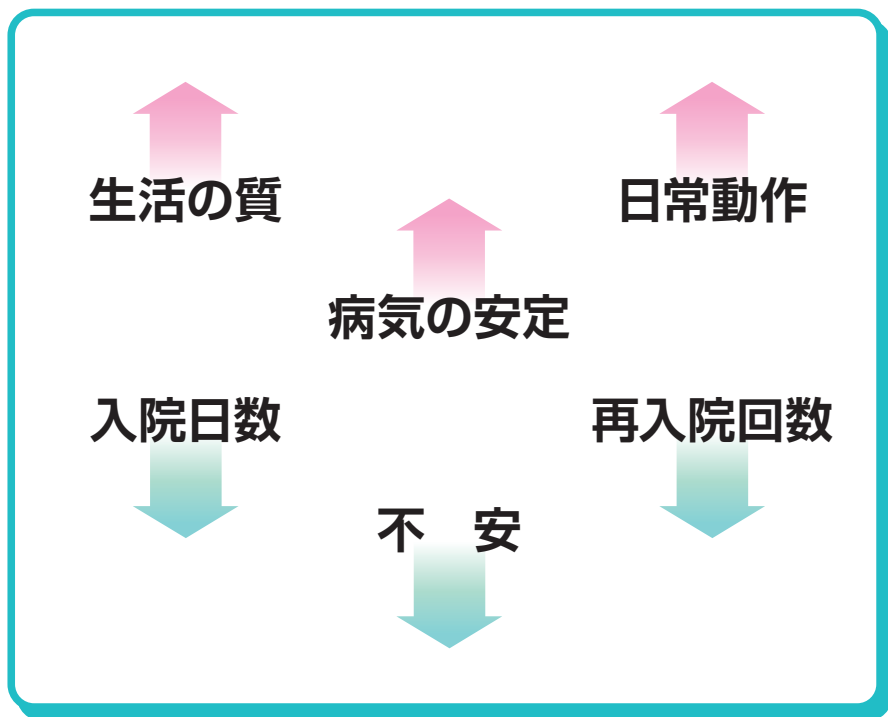 生活の質
日常動作
病気の安定
入院日数
再入院回数
不　安